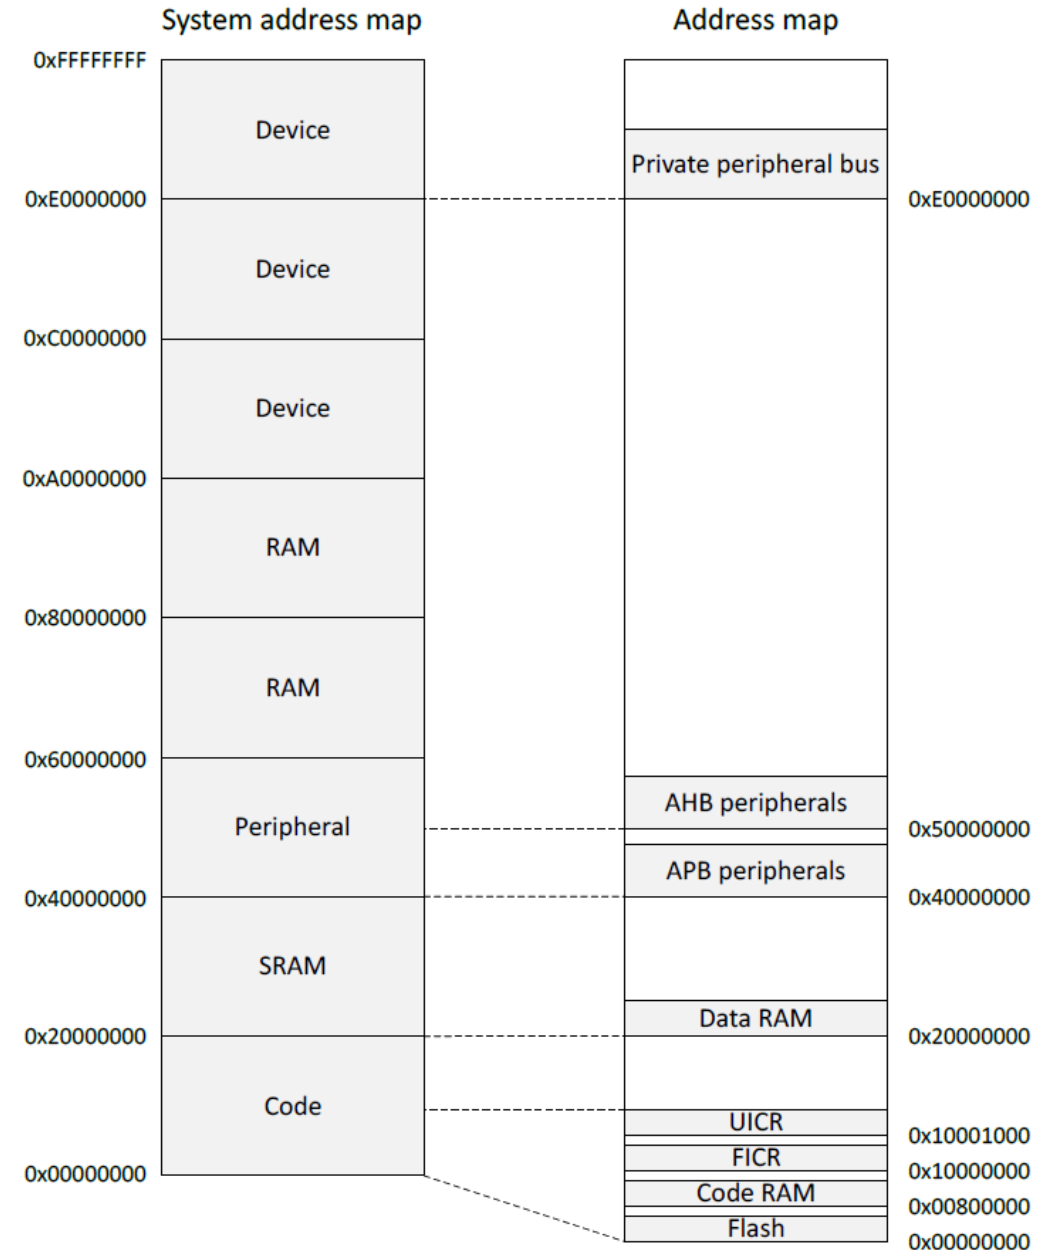 System address map
Address map
0xFFFFFFFF
Device
Private peripheral bus
0xE0000000
0xE0000000
Device
0xC0000000
Device
0xA0000000
RAM
0x80000000
RAM
0x60000000
AHB peripherals
Peripheral
0x50000000
APB peripherals
0x40000000
0x40000000
SRAM
Data RAM
0x20000000
0x20000000
Code
UICR
0x10001000
FICR
0x10000000
0x00000000
Code RAM
0x00800000
Flash
0x00000000